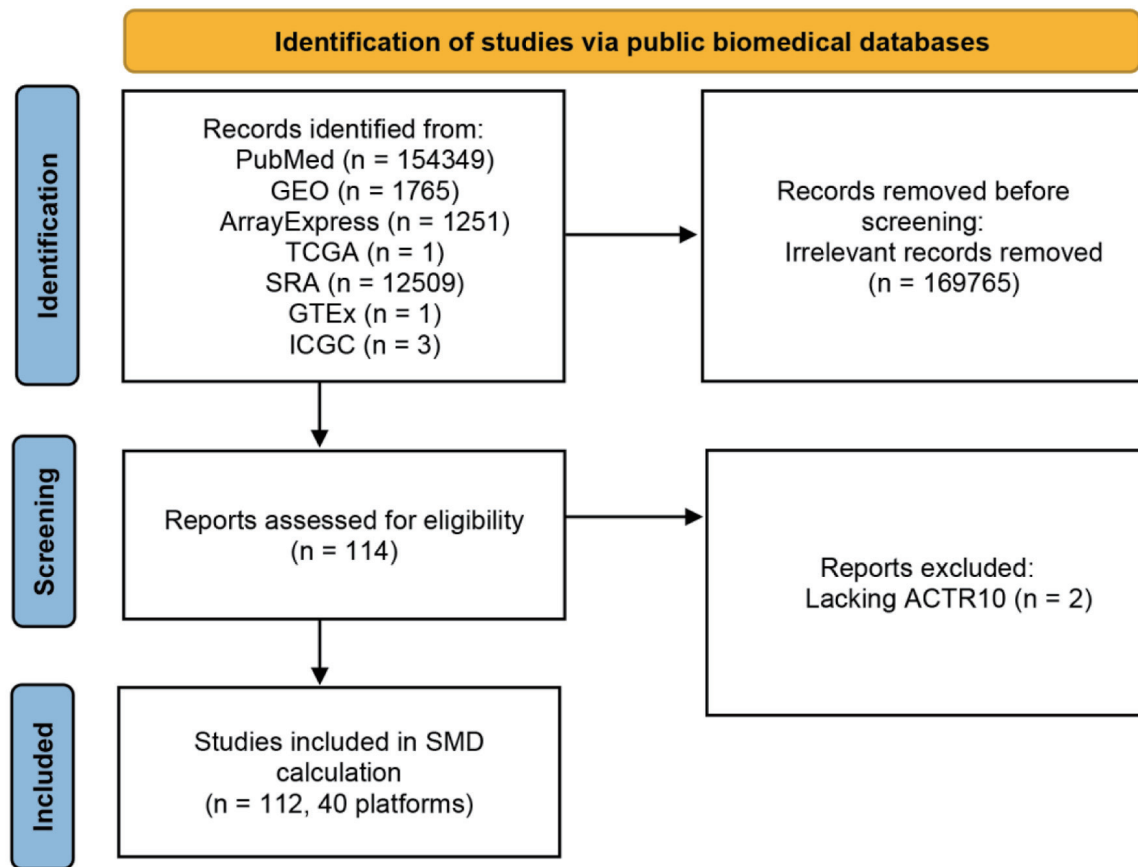 Identification of studies via public biomedical databases
Identification
Records identified from:
PubMed (n = 154349)
GEO (n = 1765)
ArrayExpress (n = 1251)
TCGA (n = 1)
SRA (n = 12509)
GTEx (n = 1)
ICGC (n = 3)
Records removed before
screening:
Irrelevant records removed
(n = 169765)
Screening
Reports assessed for eligibility
(n = 114)
Reports excluded:
Lacking ACTR10 (n = 2)
Included
Studies included in SMD
calculation
(n = 112, 40 platforms)